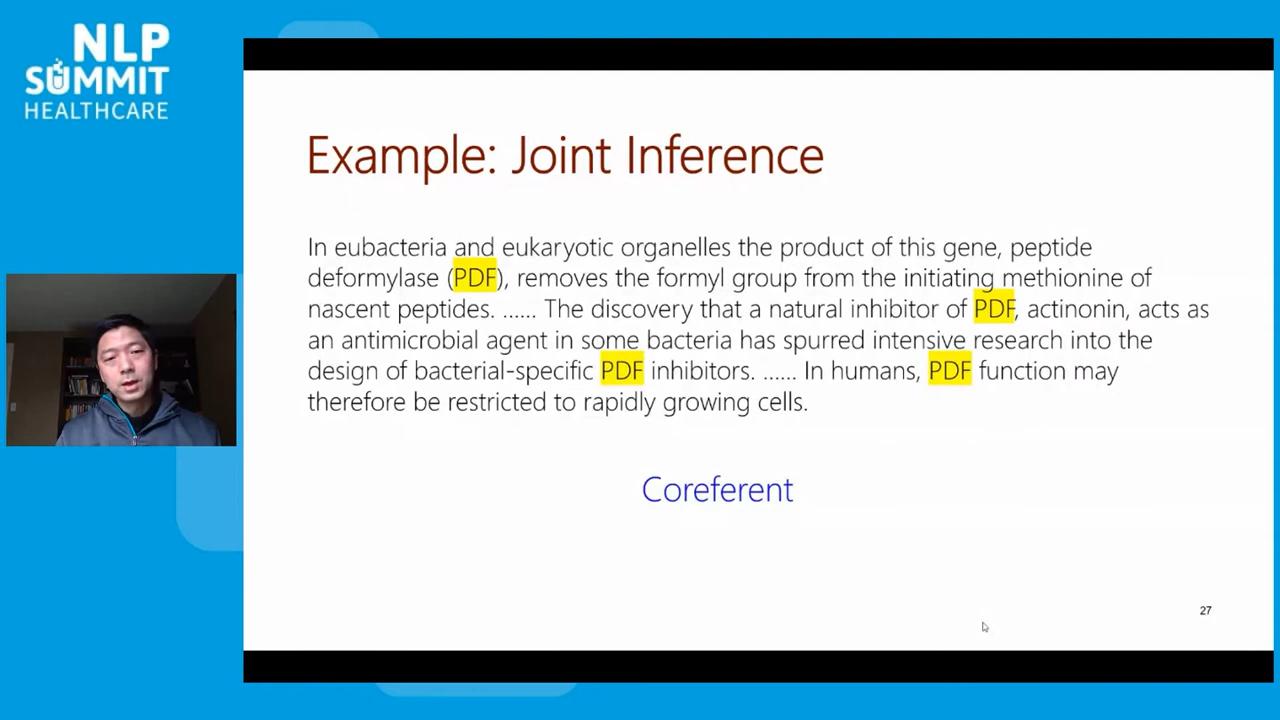 NLP
SUMMIT
HEALTHCARE
Example: Joint Inference
In eubacteria and eukaryotic organelles the product of this gene, peptide
deformylase (PDF), removes the formyl group from the initiating methionine of
nascent peptides. ...... The discovery that a natural inhibitor of PDF, actinonin, acts as
an antimicrobial agent in some bacteria has spurred intensive research into the
design of bacterial-specific PDF inhibitors. ...... In humans, PDF function may
therefore be restricted to rapidly growing cells.
Coreferent
27